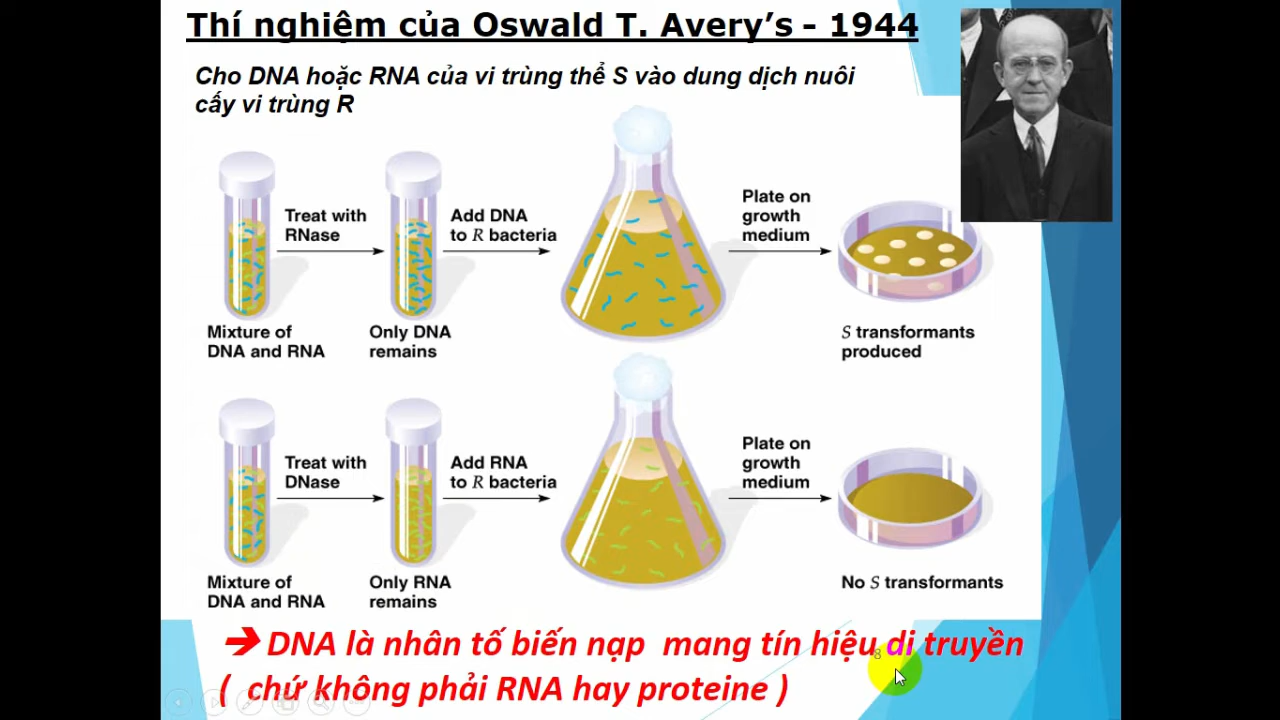 Thí nghiệm của Oswald T. Avery's - 1944
Cho DNA hoặc RNA của vi trùng thể S vào dung dịch nuôi
cấy vi trùng R
Treat with
RNase
Add DNA
to R bacteria
Plate on
growth
medium
Mixture of
DNA and RNA
Only DNA
remains
S transformants
produced
Treat with
DNase
Add RNA
to R bacteria
Plate on
growth
medium
Mixture of
DNA and RNA
Only RNA
remains
No S transformants
➔ DNA là nhân tố biến nạp mang tín hiệu di truyền
8
( chứ không phải RNA hay proteine )